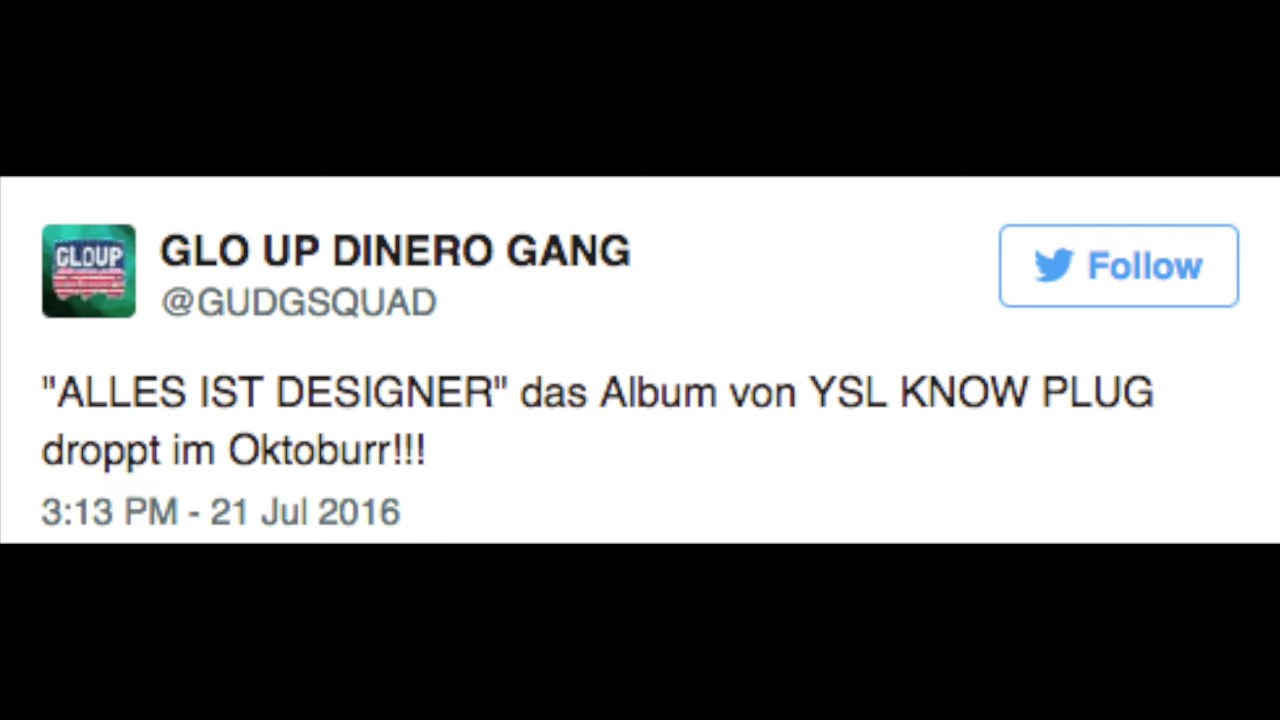 GLOUP
GLO UP DINERO GANG
@GUDGSQUAD
Follow
"ALLES IST DESIGNER" das Album von YSL KNOW PLUG
droppt im Oktoburr!!!
3:13 PM - 21 Jul 2016